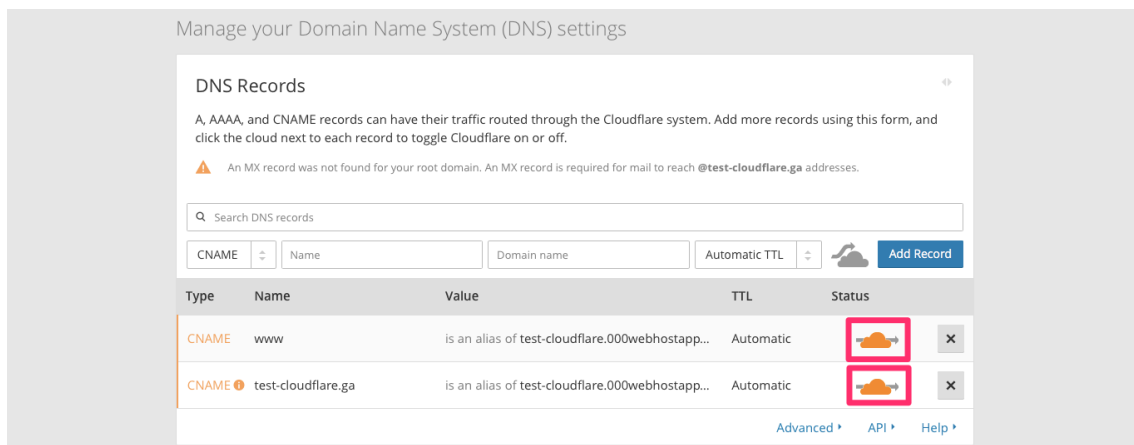 Manage your Domain Name System (DNS) settings
DNS Records
A, AAAA, and CNAME records can have their traffic routed through the Cloudflare system. Add more records using this form, and
click the cloud next to each record to toggle Cloudflare on or off.
An MX record was not found for your root domain. An MX record is required for mail to reach @test-cloudflare.ga addresses.
Search DNS records
CNAME Name Domain name Automatic TTL Add Record
Type Name Value TTL Status
CNAME www is an alias of test-cloudflare.000webhostapp... Automatic
CNAME test-cloudflare.ga is an alias of test-cloudflare.000webhostapp... Automatic
Advanced API Help